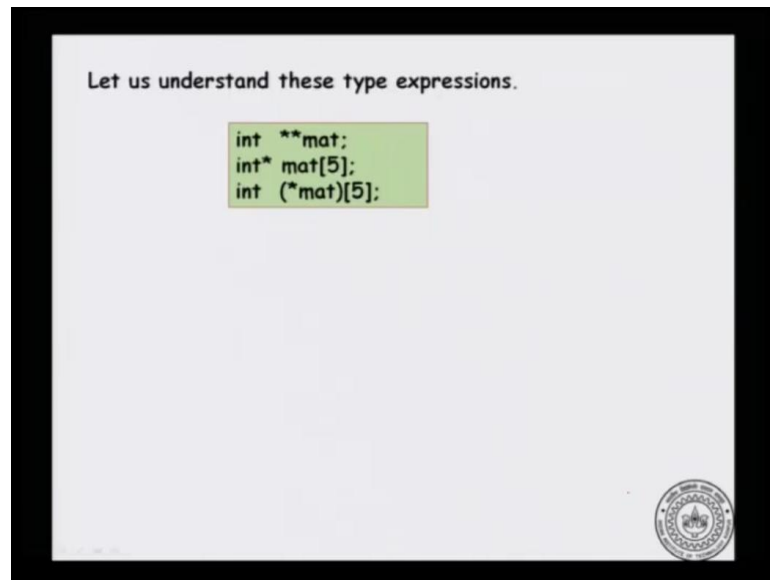 Let us understand these type expressions.
int **mat;
int* mat[5];
int (*mat)[5];